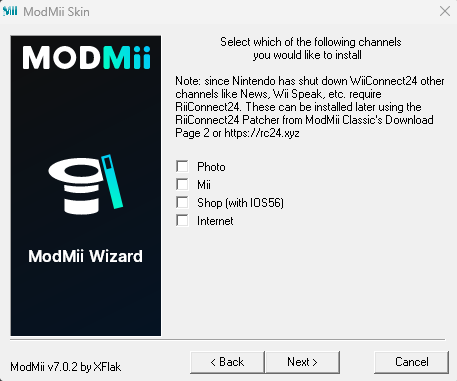 Mii ModMii Skin
MODMii
ModMii Wizard
Select which of the following channels
you would like to install
Note: since Nintendo has shut down WiiConnect24 other
channels like News, Wii Speak, etc. require
RiiConnect24. These can be installed later using the
RiiConnect24 Patcher from ModMii Classic's Download
Page 2 or https://rc24.xyz
Photo
Mii
Shop (with IOS56)
Internet
ModMii v7.0.2 by XFlak
< Back
Next >
Cancel